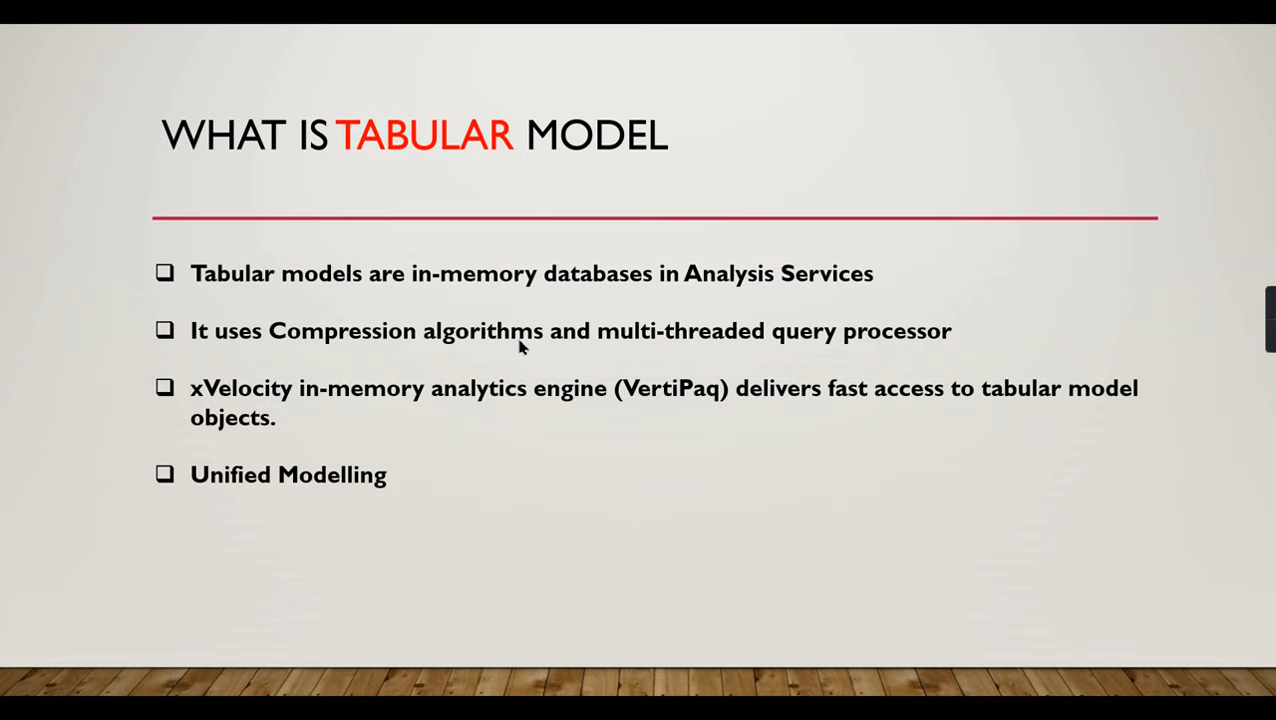 WHAT IS TABULAR MODEL
Tabular models are in-memory databases in Analysis Services
It uses Compression algorithms and multi-threaded query processor
xVelocity in-memory analytics engine (VertiPaq) delivers fast access to tabular model
objects.
Unified Modelling